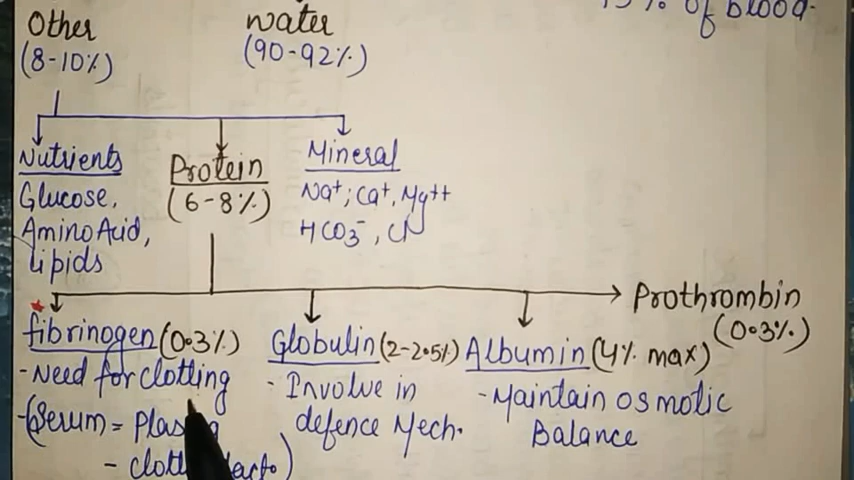 75% of blood.
Other
(8-10%)
water
(90-92%)
Nutrients
Glucose,
Amino Acid,
Lipids
Protein
(6-8%)
Mineral
Na⁺; Ca⁺, Mg⁺⁺
HCO₃⁻,
Prothrombin
(0.3%)
* fibrinogen (0.3%)
- Need for clotting
- (Serum = Plas
- clott
Globulin (2-2.5%)
- Involve in
defence Mech.
Albumin (4% max)
- Maintain osmotic
Balance